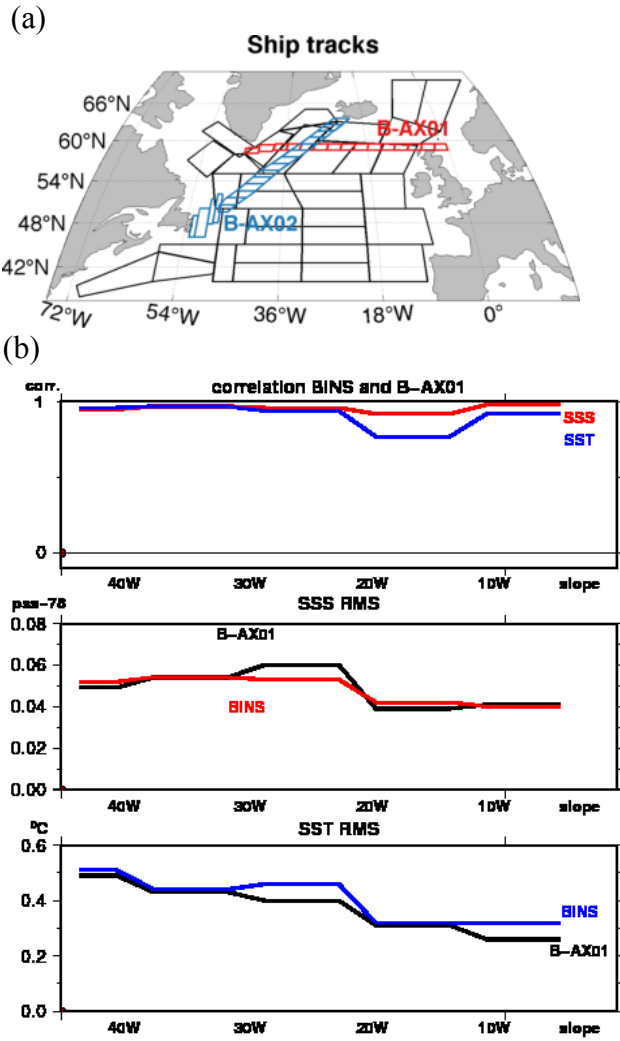 (a)
Ship tracks
66°N
60°N
54°N
48°N
42°N
B-AX01
B-AX02
72°W
54°W
36°W
18°W
0°
(b)
corr.
correlation BINS and B-AX01
1
SSS
SST
0
40W 30W 20W 10W slope
pss-78
SSS RMS
0.08
B-AX01
0.06
BINS
0.04
0.02
0.00
40W 30W 20W 10W slope
°C
SST RMS
0.6
0.4
BINS
B-AX01
0.2
0.0
40W 30W 20W 10W slope